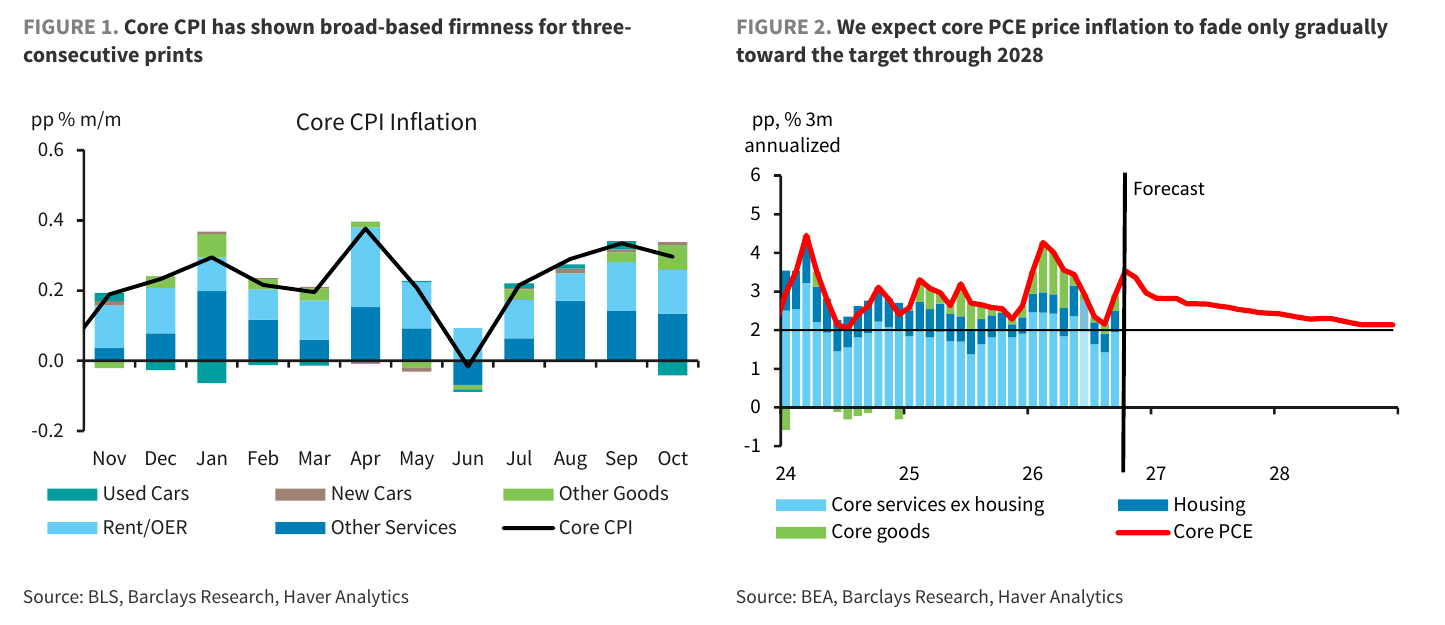 FIGURE 1. Core CPI has shown broad-based firmness for three-
consecutive prints
pp % m/m
Core CPI Inflation
0.6
0.4
0.2
0.0
-0.2
Nov Dec Jan Feb Mar Apr May Jun Jul Aug Sep Oct
Used Cars New Cars Other Goods
Rent/OER Other Services Core CPI
Source: BLS, Barclays Research, Haver Analytics
FIGURE 2. We expect core PCE price inflation to fade only gradually
toward the target through 2028
pp, % 3m
annualized
6
5
4
3
2
1
0
-1
Forecast
24 25 26 27 28
Core services ex housing Housing
Core goods Core PCE
Source: BEA, Barclays Research, Haver Analytics